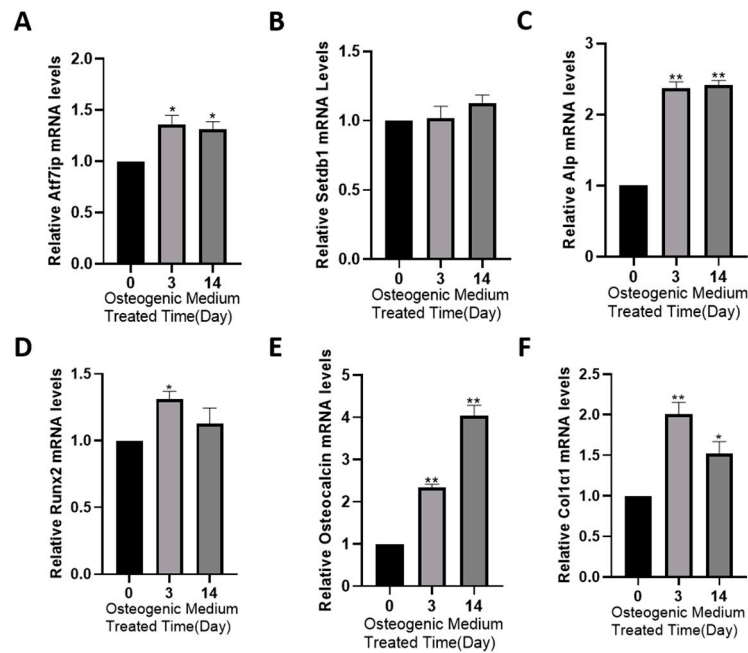 A
Relative Atf7ip mRNA levels
2.0
1.5
1.0
0.5
0.0
*
*
0 3 14
Osteogenic Medium
Treated Time(Day)
B
Relative Setdb1 mRNA Levels
1.5
1.0
0.5
0.0
0 3 14
Osteogenic Medium
Treated Time(Day)
C
Relative Alp mRNA levels
3
2
1
0
**
**
0 3 14
Osteogenic Medium
Treated Time(Day)
D
Relative Runx2 mRNA levels
1.5
1.0
0.5
0.0
*
0 3 14
Osteogenic Medium
Treated Time(Day)
E
Relative Osteocalcin mRNA levels
5
4
3
2
1
0
**
**
0 3 14
Osteogenic Medium
Treated Time(Day)
F
Relative Col1α1 mRNA levels
2.5
2.0
1.5
1.0
0.5
0.0
**
*
0 3 14
Osteogenic Medium
Treated Time(Day)